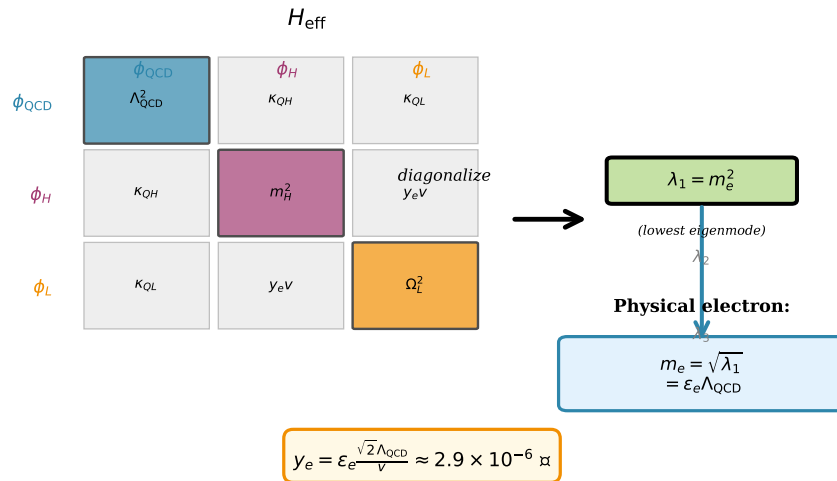 H_eff
ϕ_QCD ϕ_H ϕ_L
ϕ_QCD Λ²_QCD κ_QH κ_QL
ϕ_H κ_QH m²_H y_e v
diagonalize
ϕ_L κ_QL y_e v Ω²_L
λ₁ = m²_e
(lowest eigenmode)
λ₂
Physical electron:
λ₃
m_e = √λ₁
= ε_e Λ_QCD
y_e = ε_e √2Λ_QCD/v ≈ 2.9 × 10⁻⁶